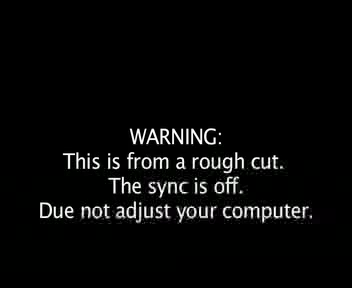 WARNING:
This is from a rough cut.
The sync is off.
Due not adjust your computer.